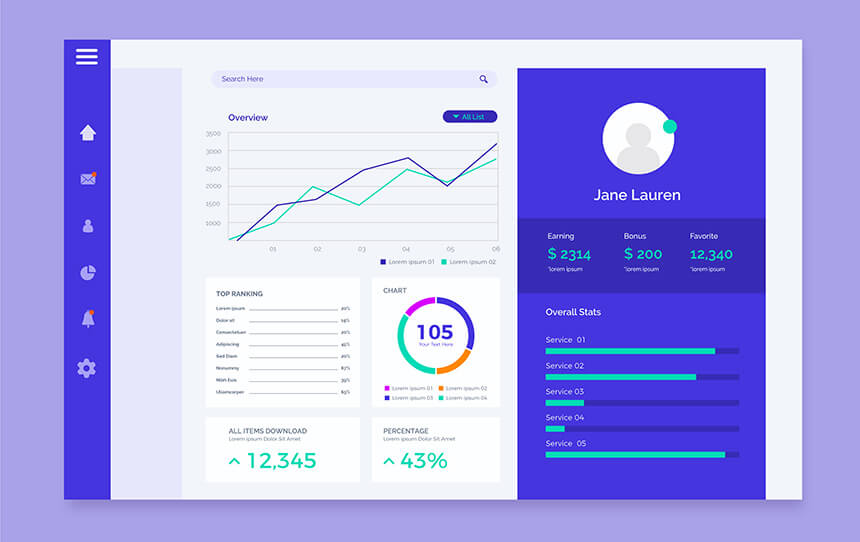 Search Here
Overview
All List
3500
3000
2500
2000
1500
1000
01 02 03 04 05 06
Lorem ipsum 01 Lorem ipsum 02
TOP RANKING
Lorem ipsum 20%
Dolor sit 14%
Consectetuer 20%
Adipiscing 45%
Sed Diam 20%
Nonummy 30%
Nibh Euis 39%
Ullamcorper 35%
CHART
105
Your Text Here
Lorem ipsum 01 Lorem ipsum 02
Lorem ipsum 03 Lorem ipsum 04
ALL ITEMS DOWNLOAD
Lorem Ipsum Dolor Sit Amet
12,345
PERCENTAGE
Lorem Ipsum Dolor Sit Amet
43%
Jane Lauren
Earning Bonus Favorite
$ 2314 $ 200 12,340
*lorem ipsum *lorem ipsum *lorem ipsum
Overall Stats
Service 01
Service 02
Service 03
Service 04
Service 05